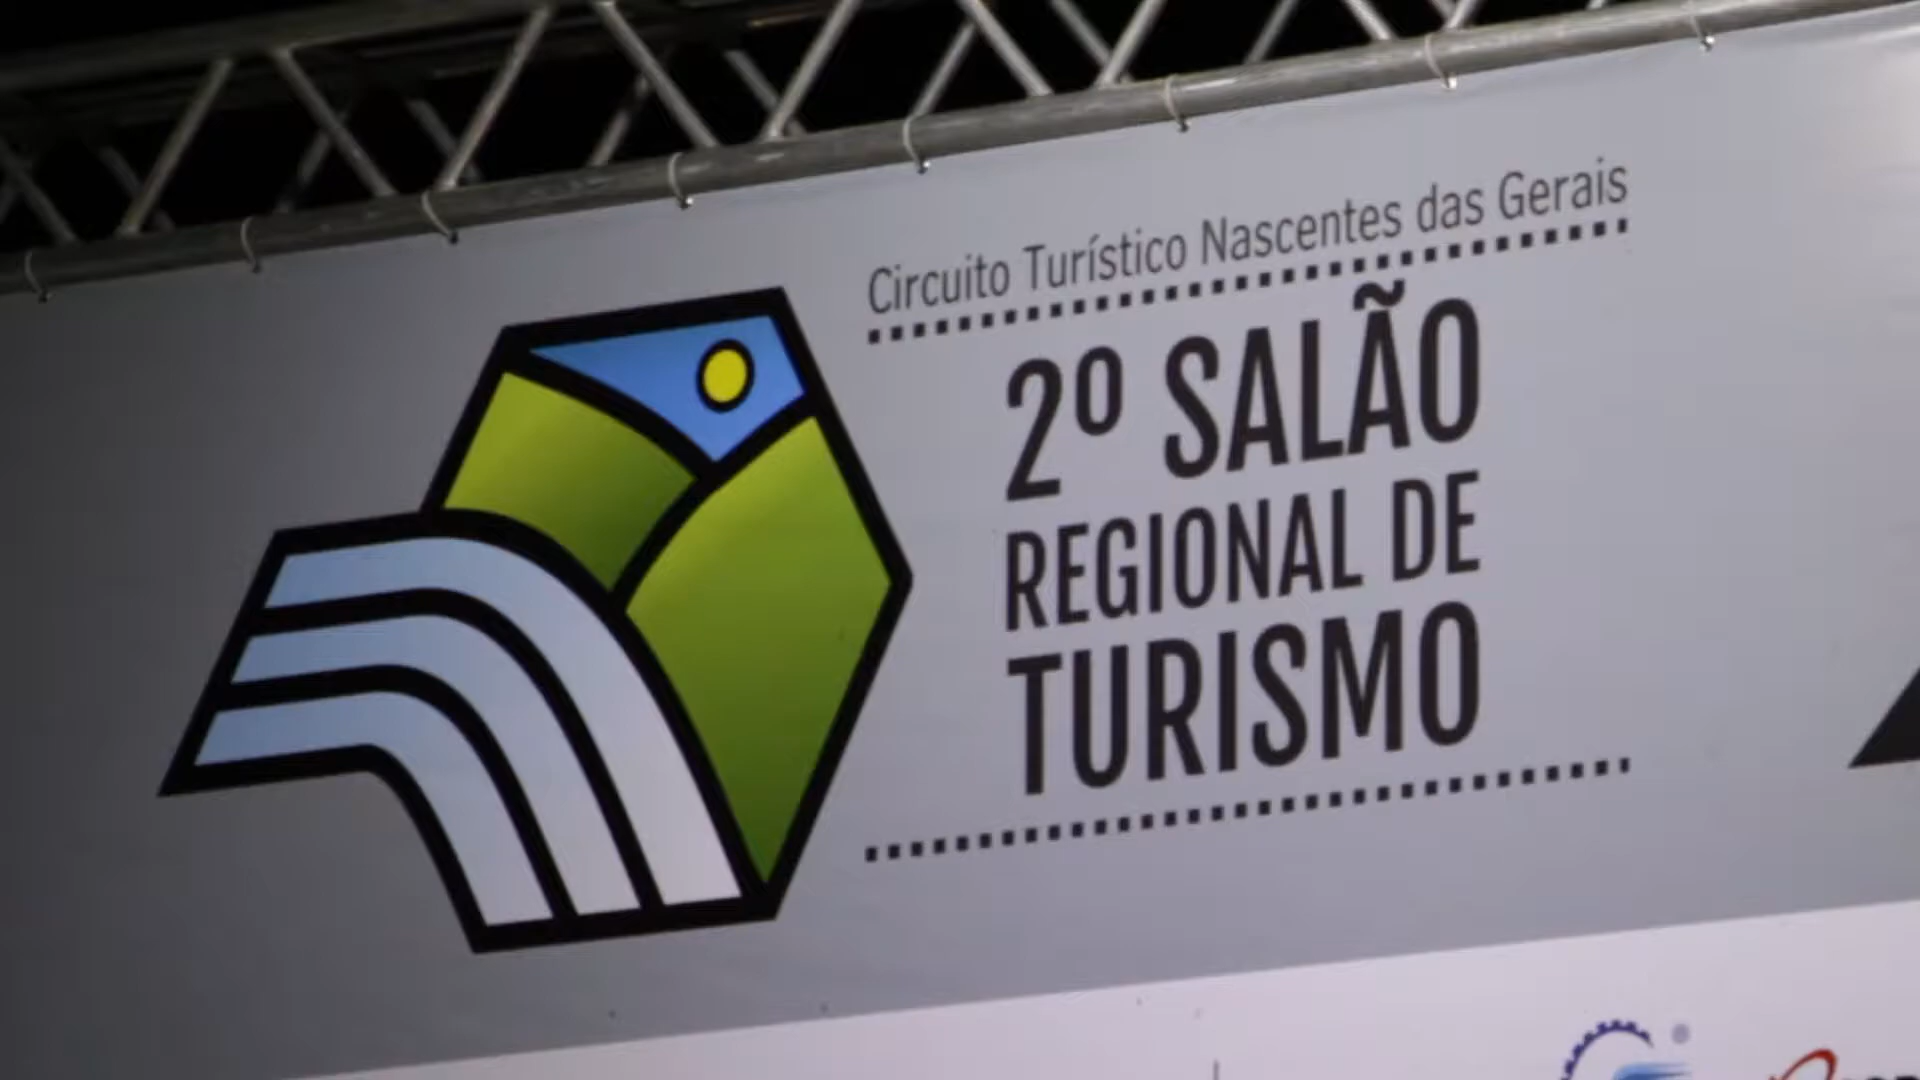 Circuito Turístico Nascentes das Gerais
2º SALÃO
REGIONAL DE
TURISMO